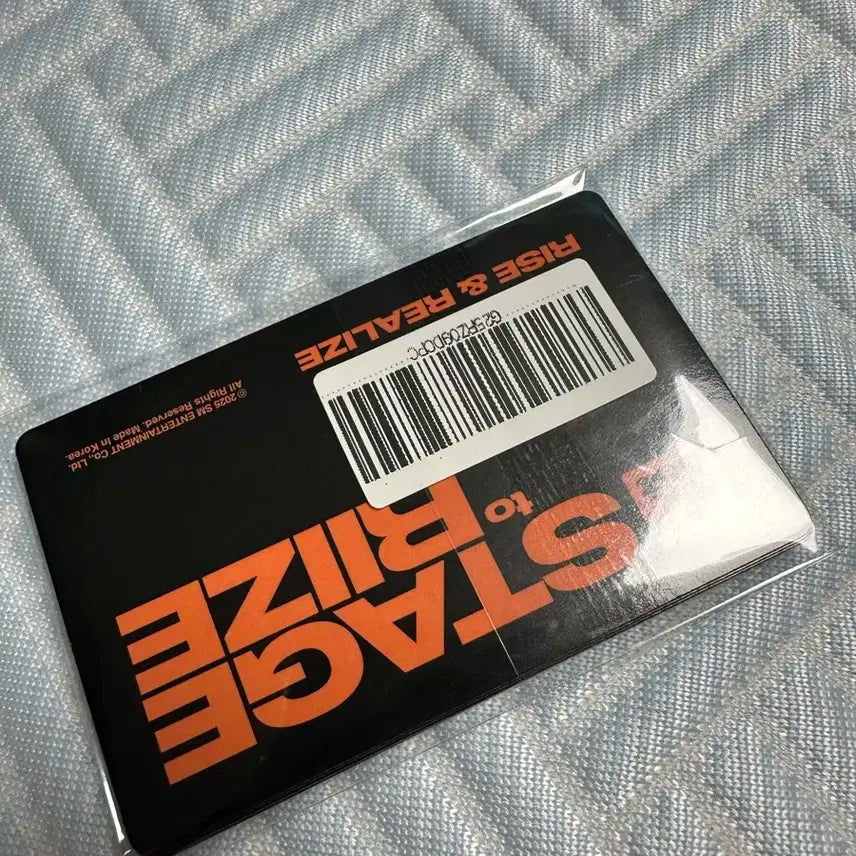 STAGE
to
RIIZE
© 2025 SM ENTERTAINMENT Co., Ltd.
All Rights Reserved. Made in Korea.
RISE & REALIZE